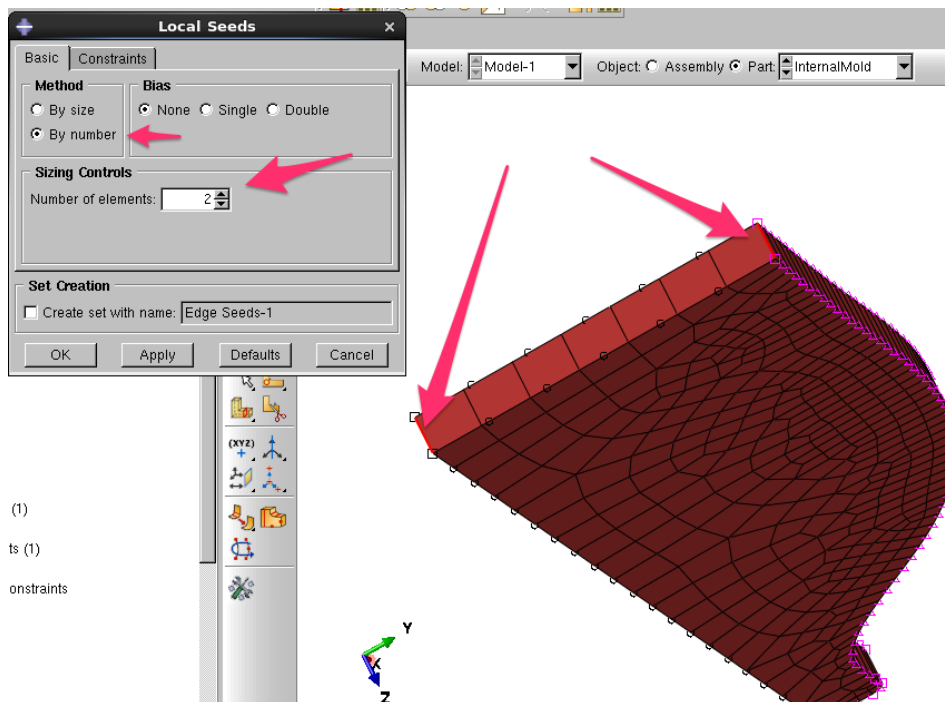 Local Seeds
Basic Constraints
Method Bias
By size None Single Double
By number
Sizing Controls
Number of elements: 2
Set Creation
Create set with name: Edge Seeds-1
OK Apply Defaults Cancel
Model: Model-1 Object: Assembly Part: InternalMold
(XYZ)
(1)
ts (1)
onstraints
Y
X
Z